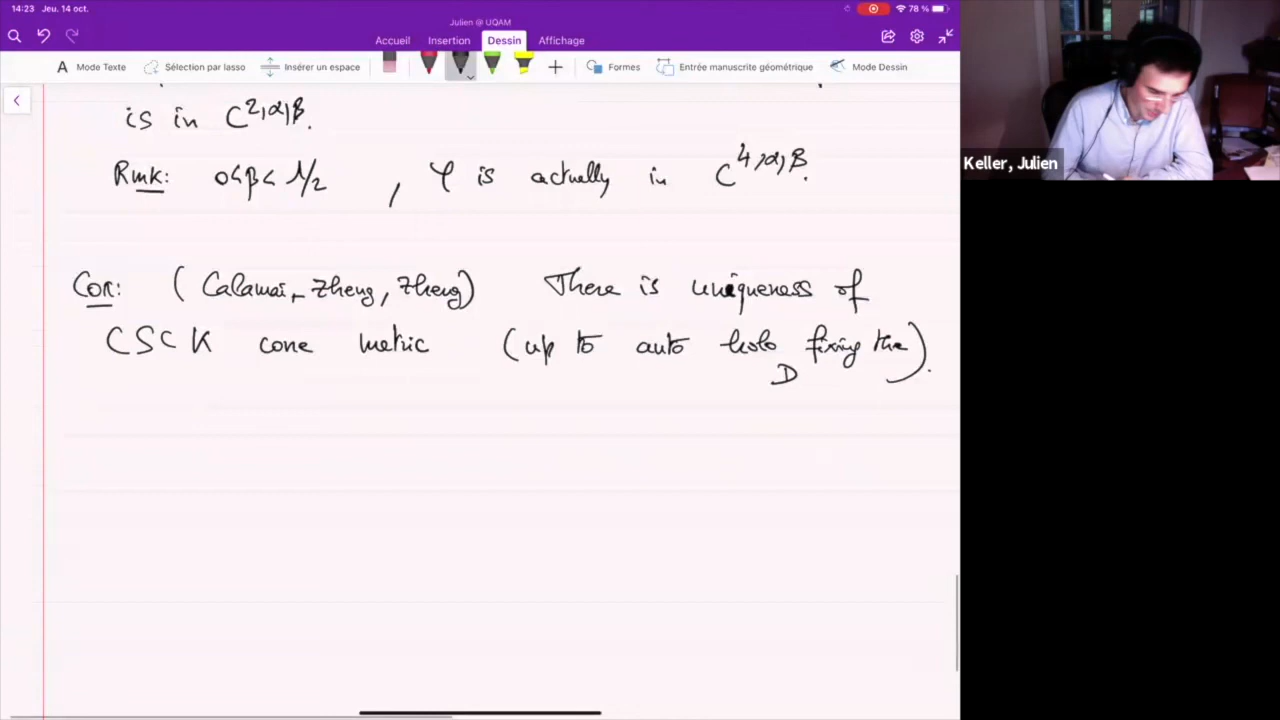 14:23 Jeu. 14 oct.
78 %
Julien @ UQAM
Accueil Insertion Dessin Affichage
A Mode Texte Sélection par lasso Insérer un espace Formes Entrée manuscrite géométrique Mode Dessin
is in C^{2,α,β}.
Rmk: 0<β<1/2, φ is actually in C^{4,α,β}.
Cor: (Calamai-Zheng, Zheng) There is uniqueness of
CSCK cone metric (up to auto holo fixing the
D).
Keller, Julien